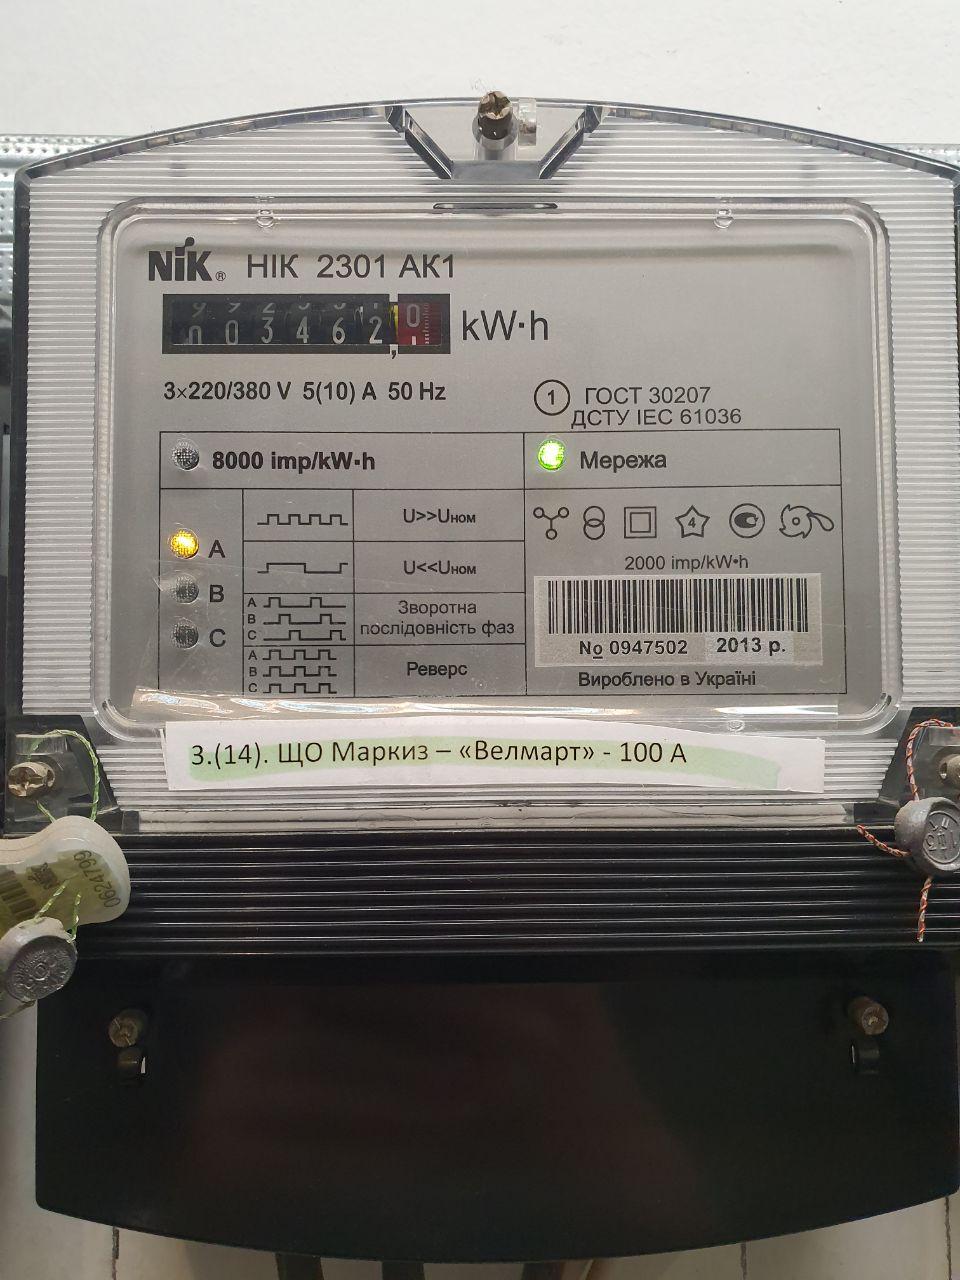 NiK® НІК 2301 АК1
003462,0 kW·h
3×220/380 V 5(10) A 50 Hz
1 ГОСТ 30207
ДСТУ IEC 61036
8000 imp/kW·h
Мережа
A
B
C
U>>Uном
U<<Uном
A
B
C
Зворотна
послідовність фаз
A
B
C
Реверс
4
2000 imp/kW·h
№ 0947502 2013 р.
Вироблено в Україні
3.(14). ЩО Маркиз – «Велмарт» - 100 А
0624799